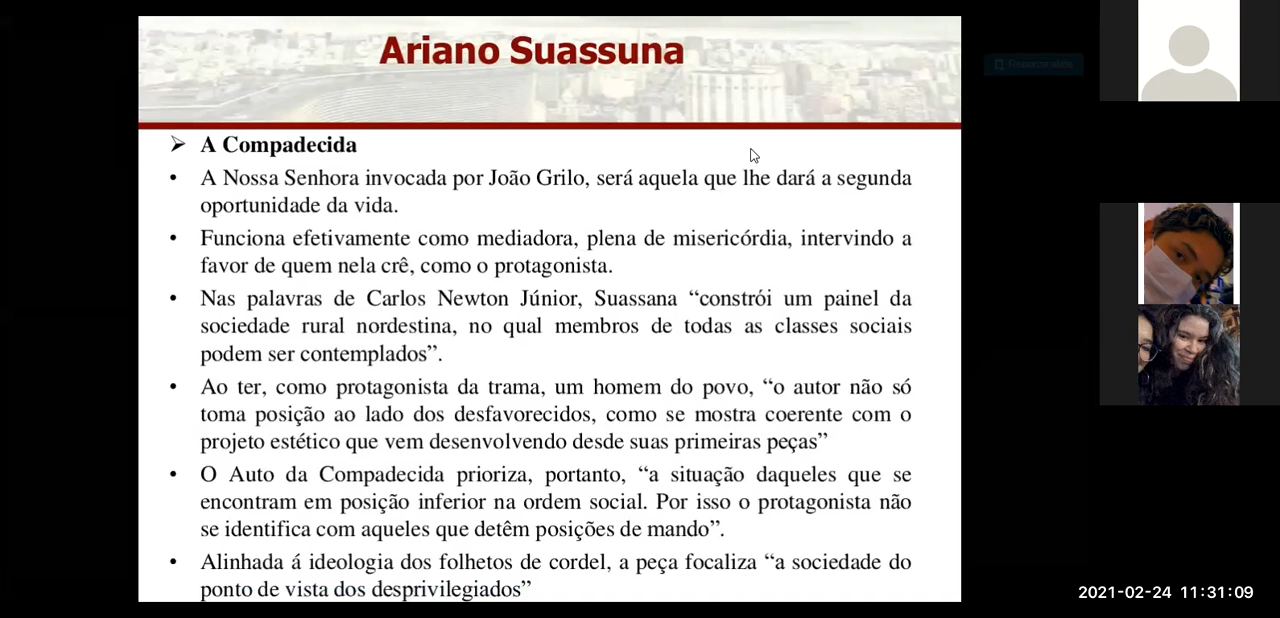 Ariano Suassuna
➢ A Compadecida
• A Nossa Senhora invocada por João Grilo, será aquela que lhe dará a segunda
oportunidade da vida.
• Funciona efetivamente como mediadora, plena de misericórdia, intervindo a
favor de quem nela crê, como o protagonista.
• Nas palavras de Carlos Newton Júnior, Suassana “constrói um painel da
sociedade rural nordestina, no qual membros de todas as classes sociais
podem ser contemplados”.
• Ao ter, como protagonista da trama, um homem do povo, “o autor não só
toma posição ao lado dos desfavorecidos, como se mostra coerente com o
projeto estético que vem desenvolvendo desde suas primeiras peças”
• O Auto da Compadecida prioriza, portanto, “a situação daqueles que se
encontram em posição inferior na ordem social. Por isso o protagonista não
se identifica com aqueles que detêm posições de mando”.
• Alinhada á ideologia dos folhetos de cordel, a peça focaliza “a sociedade do
ponto de vista dos desprivilegiados”
2021-02-24 11:31:09